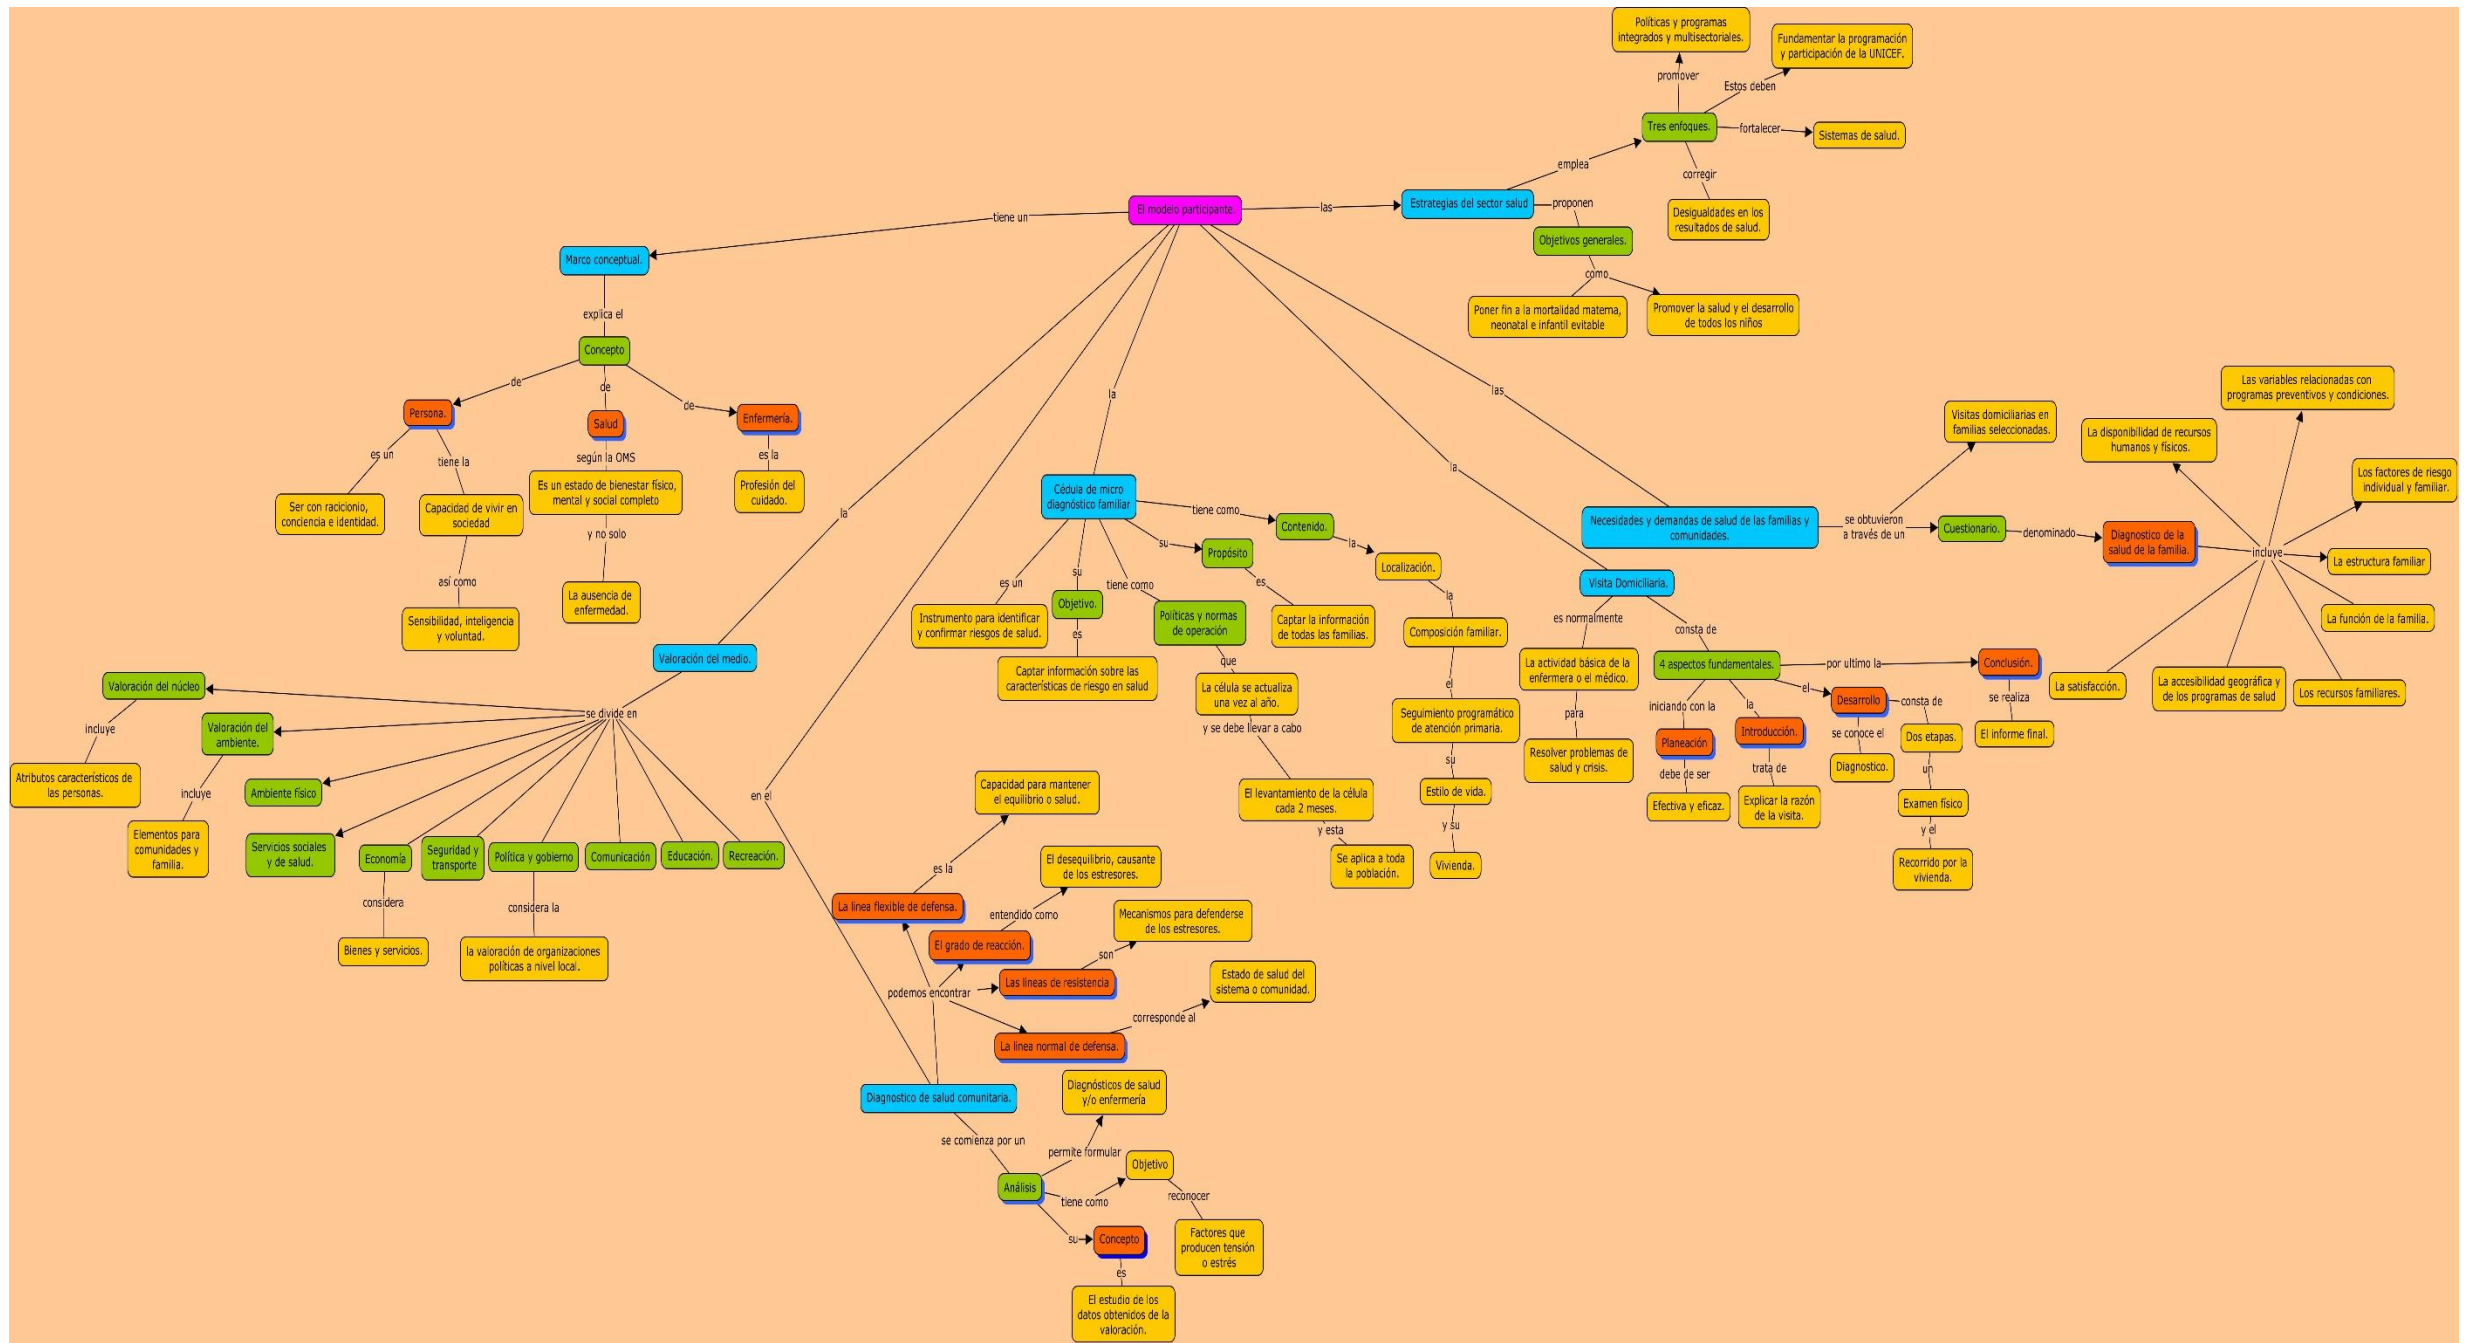 El modelo participante.
las
Estrategias del sector salud
emplea
Tres enfoques.
promover
Políticas y programas
integrados y multisectoriales.
Estos deben
Fundamentar la programación
y participación de la UNICEF.
fortalecer
Sistemas de salud.
corregir
Desigualdades en los
resultados de salud.
proponen
Objetivos generales.
como
Poner fin a la mortalidad materna,
neonatal e infantil evitable
Promover la salud y el desarrollo
de todos los niños
tiene un
Marco conceptual.
explica el
Concepto
de
Persona.
es un
Ser con racicionio,
conciencia e identidad.
tiene la
Capacidad de vivir en
sociedad
así como
Sensibilidad, inteligencia
y voluntad.
de
Salud
según la OMS
Es un estado de bienestar físico,
mental y social completo
y no solo
La ausencia de
enfermedad.
de
Enfermería.
es la
Profesión del
cuidado.
la
Valoración del medio.
se divide en
Valoración del núcleo
incluye
Atributos característicos de
las personas.
Valoración del
ambiente.
incluye
Elementos para
comunidades y
familia.
Ambiente físico
Servicios sociales
y de salud.
Economía
considera
Bienes y servicios.
Seguridad y
transporte
Política y gobierno
considera la
la valoración de organizaciones
políticas a nivel local.
Comunicación
Educación.
Recreación.
en el
Diagnostico de salud comunitaria.
podemos encontrar
La linea flexible de defensa.
es la
Capacidad para mantener
el equilibrio o salud.
El grado de reacción.
entendido como
El desequilibrio, causante
de los estresores.
Las lineas de resistencia
son
Mecanismos para defenderse
de los estresores.
La linea normal de defensa.
corresponde al
Estado de salud del
sistema o comunidad.
se comienza por un
Análisis
permite formular
Diagnósticos de salud
y/o enfermería
tiene como
Objetivo
reconocer
Factores que
producen tensión
o estrés
su
Concepto
es
El estudio de los
datos obtenidos de la
valoración.
la
Cédula de micro
diagnóstico familiar
es un
Instrumento para identificar
y confirmar riesgos de salud.
su
Objetivo.
es
Captar información sobre las
características de riesgo en salud
tiene como
Políticas y normas
de operación
que
La célula se actualiza
una vez al año.
y se debe llevar a cabo
El levantamiento de la célula
cada 2 meses.
y esta
Se aplica a toda
la población.
su
Propósito
es
Captar la información
de todas las familias.
tiene como
Contenido.
la
Localización.
la
Composición familiar.
el
Seguimiento programático
de atención primaria.
su
Estilo de vida.
y su
Vivienda.
la
Visita Domiciliaria.
es normalmente
La actividad básica de la
enfermera o el médico.
para
Resolver problemas de
salud y crisis.
consta de
4 aspectos fundamentales.
iniciando con la
Planeación
debe de ser
Efectiva y eficaz.
la
Introducción.
trata de
Explicar la razón
de la visita.
el
Desarrollo
se conoce el
Diagnostico.
consta de
Dos etapas.
un
Examen físico
y el
Recorrido por la
vivienda.
por ultimo la
Conclusión.
se realiza
El informe final.
las
Necesidades y demandas de salud de las familias y
comunidades.
se obtuvieron
a través de un
Visitas domiciliarias en
familias seleccionadas.
Cuestionario.
denominado
Diagnostico de la
salud de la familia.
incluye
La disponibilidad de recursos
humanos y físicos.
Las variables relacionadas con
programas preventivos y condiciones.
Los factores de riesgo
individual y familiar.
La estructura familiar
La función de la familia.
Los recursos familiares.
La accesibilidad geográfica y
de los programas de salud
La satisfacción.